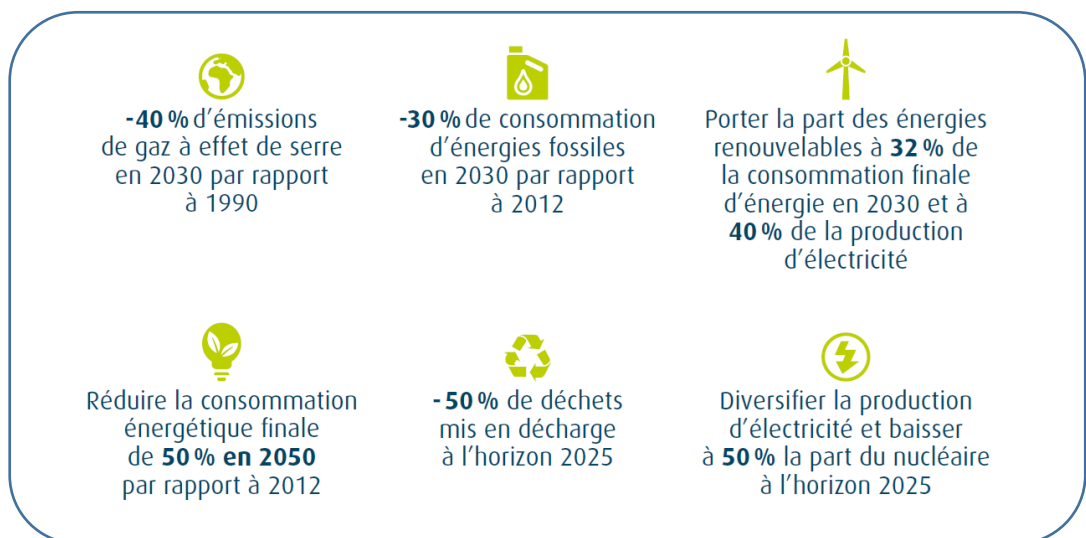 -40 % d'émissions
de gaz à effet de serre
en 2030 par rapport
à 1990
-30 % de consommation
d'énergies fossiles
en 2030 par rapport
à 2012
Porter la part des énergies
renouvelables à 32 % de
la consommation finale
d'énergie en 2030 et à
40 % de la production
d'électricité
Réduire la consommation
énergétique finale
de 50 % en 2050
par rapport à 2012
- 50 % de déchets
mis en décharge
à l'horizon 2025
Diversifier la production
d'électricité et baisser
à 50 % la part du nucléaire
à l'horizon 2025